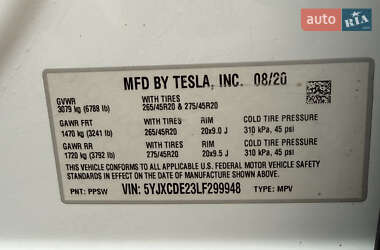 auto RIA.com
MFD BY TESLA, INC. 08/20
GVWR WITH TIRES
3079 kg (6788 lb) 265/45R20 & 275/45R20
GAWR FRT WITH TIRES RIM COLD TIRE PRESSURE
1470 kg (3241 lb) 265/45R20 20x9.0 J 310 kPa, 45 psi
GAWR RR WITH TIRES RIM COLD TIRE PRESSURE
1720 kg (3792 lb) 275/45R20 20x9.5 J 310 kPa, 45 psi
THIS VEHICLE CONFORMS TO ALL APPLICABLE U.S. FEDERAL MOTOR VEHICLE
SAFETY STANDARDS IN EFFECT ON THE DATE OF MANUFACTURE SHOWN ABOVE.
PNT: PPSW VIN: 5YJXCDE23LF299948 TYPE: MPV